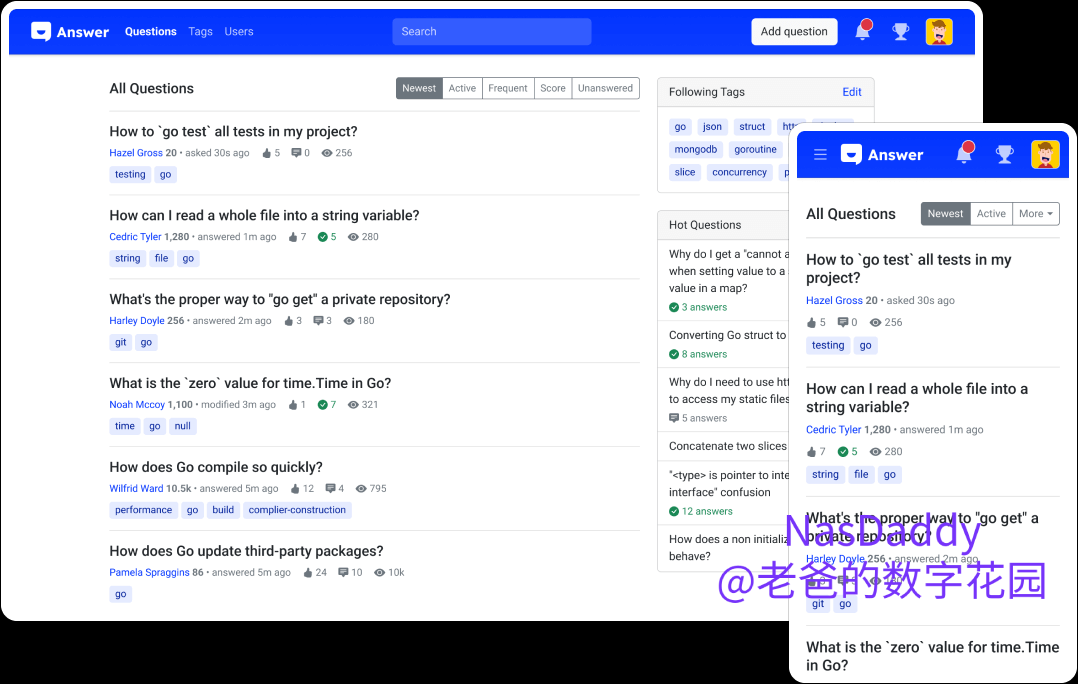 Answer
Questions Tags Users
Search
Add question
All Questions
Newest Active Frequent Score Unanswered
How to `go test` all tests in my project?
Hazel Gross 20 • asked 30s ago 5 0 256
testing go
How can I read a whole file into a string variable?
Cedric Tyler 1,280 • answered 1m ago 7 5 280
string file go
What's the proper way to "go get" a private repository?
Harley Doyle 256 • answered 2m ago 3 3 180
git go
What is the `zero` value for time.Time in Go?
Noah Mccoy 1,100 • modified 3m ago 1 7 321
time go null
How does Go compile so quickly?
Wilfrid Ward 10.5k • answered 5m ago 12 4 795
performance go build complier-construction
How does Go update third-party packages?
Pamela Spraggins 86 • answered 5m ago 24 10 10k
go
Following Tags Edit
go json struct
mongodb goroutine
slice concurrency
Hot Questions
Why do I get a "cannot a
when setting value to a
value in a map?
3 answers
Converting Go struct to
8 answers
Why do I need to use htt
to access my static files
5 answers
Concatenate two slices
"<type> is pointer to inte
interface" confusion
12 answers
How does a non initializ
behave?
Answer
All Questions
Newest Active More
How to `go test` all tests in my
project?
Hazel Gross 20 • asked 30s ago
5 0 256
testing go
How can I read a whole file into a
string variable?
Cedric Tyler 1,280 • answered 1m ago
7 5 280
string file go
What's the proper way to "go get" a
private repository?
Harley Doyle 256 • answered 2m ago
git go
What is the `zero` value for time.Time
in Go?
NasDaddy
@老爸的数字花园